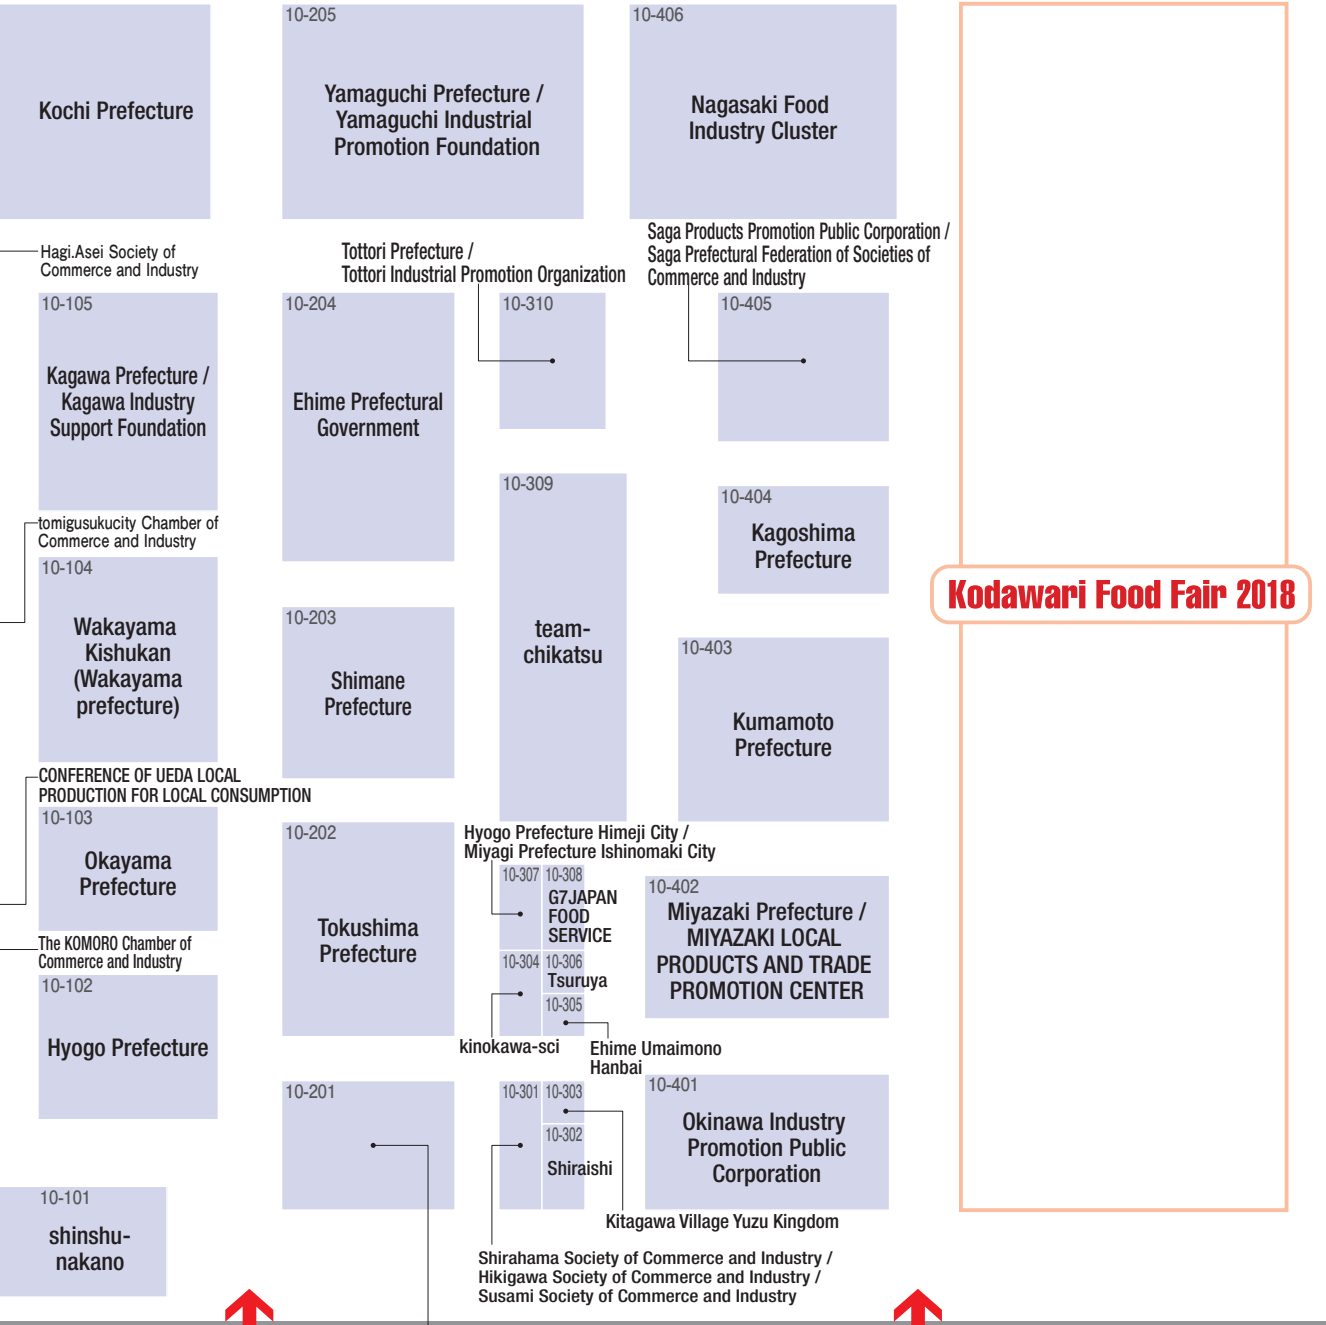 Kochi Prefecture
10-205
Yamaguchi Prefecture /
Yamaguchi Industrial
Promotion Foundation
10-406
Nagasaki Food
Industry Cluster
Hagi.Asei Society of
Commerce and Industry
Tottori Prefecture /
Tottori Industrial Promotion Organization
Saga Products Promotion Public Corporation /
Saga Prefectural Federation of Societies of
Commerce and Industry
10-105
Kagawa Prefecture /
Kagawa Industry
Support Foundation
10-204
Ehime Prefectural
Government
10-310
10-405
tomigusukucity Chamber of
Commerce and Industry
10-104
Wakayama
Kishukan
(Wakayama
prefecture)
10-203
Shimane
Prefecture
10-309
team-
chikatsu
10-404
Kagoshima
Prefecture
10-403
Kumamoto
Prefecture
Kodawari Food Fair 2018
CONFERENCE OF UEDA LOCAL
PRODUCTION FOR LOCAL CONSUMPTION
10-103
Okayama
Prefecture
The KOMORO Chamber of
Commerce and Industry
10-102
Hyogo Prefecture
10-202
Tokushima
Prefecture
Hyogo Prefecture Himeji City /
Miyagi Prefecture Ishinomaki City
10-307
10-308
G7JAPAN
FOOD
SERVICE
10-304
10-306
Tsuruya
10-305
kinokawa-sci
Ehime Umaimono
Hanbai
10-402
Miyazaki Prefecture /
MIYAZAKI LOCAL
PRODUCTS AND TRADE
PROMOTION CENTER
10-201
10-301
10-303
10-302
Shiraishi
10-401
Okinawa Industry
Promotion Public
Corporation
Kitagawa Village Yuzu Kingdom
10-101
shinshu-
nakano
Shirahama Society of Commerce and Industry /
Hikigawa Society of Commerce and Industry /
Susami Society of Commerce and Industry